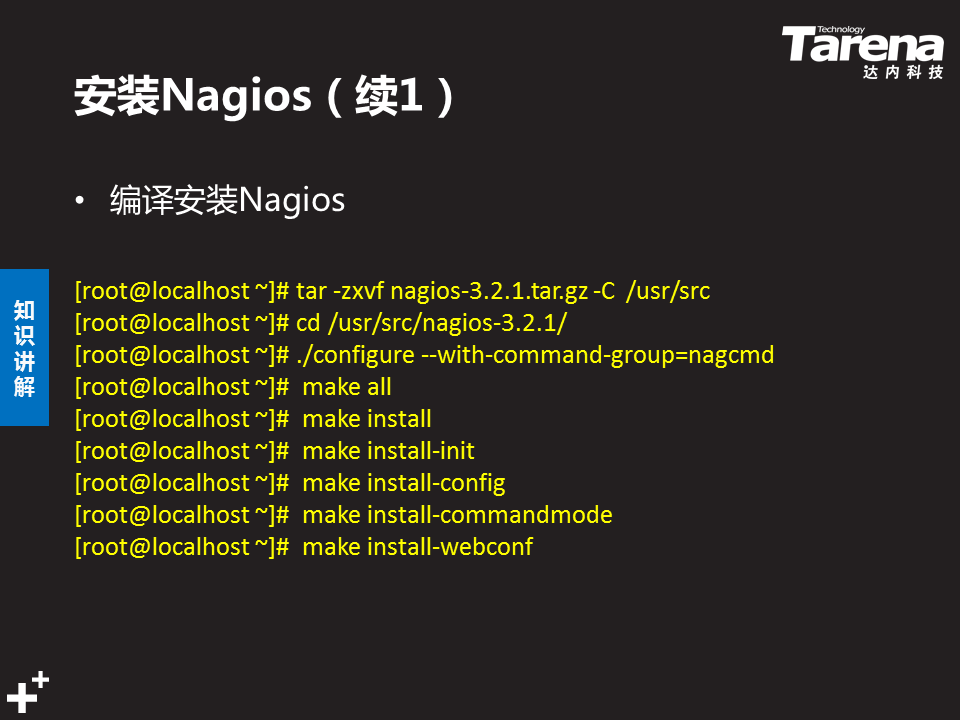 Technology
Tarena
达内科技
安装Nagios（续1）
• 编译安装Nagios
知识讲解
[root@localhost ~]# tar -zxvf nagios-3.2.1.tar.gz -C /usr/src
[root@localhost ~]# cd /usr/src/nagios-3.2.1/
[root@localhost ~]# ./configure --with-command-group=nagcmd
[root@localhost ~]#  make all
[root@localhost ~]#  make install
[root@localhost ~]#  make install-init
[root@localhost ~]#  make install-config
[root@localhost ~]#  make install-commandmode
[root@localhost ~]#  make install-webconf